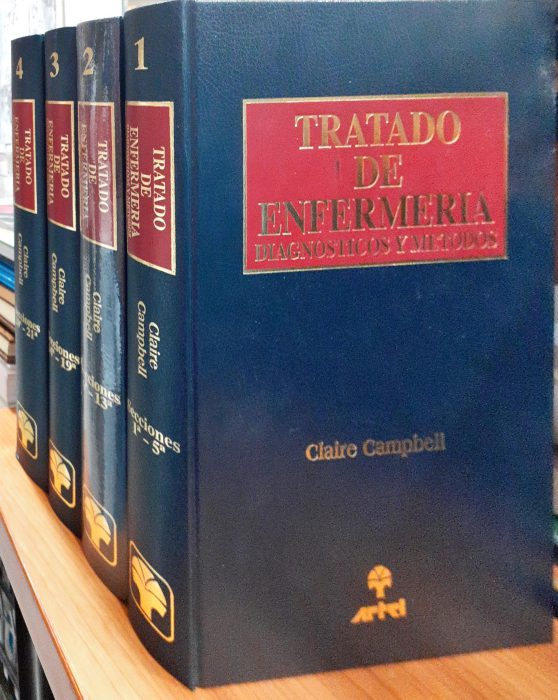 4
TRATADO
DE
ENFERMERIA
Claire
Campbell
3
TRATADO
DE
ENFERMERIA
Claire
Campbell
2
TRATADO
DE
ENFERMERIA
Claire
Campbell
1
TRATADO
DE
ENFERMERIA
Claire
Campbell
Secciones
1ª - 5ª
TRATADO
DE
ENFERMERIA
DIAGNOSTICOS Y METODOS
Claire Campbell
Artel